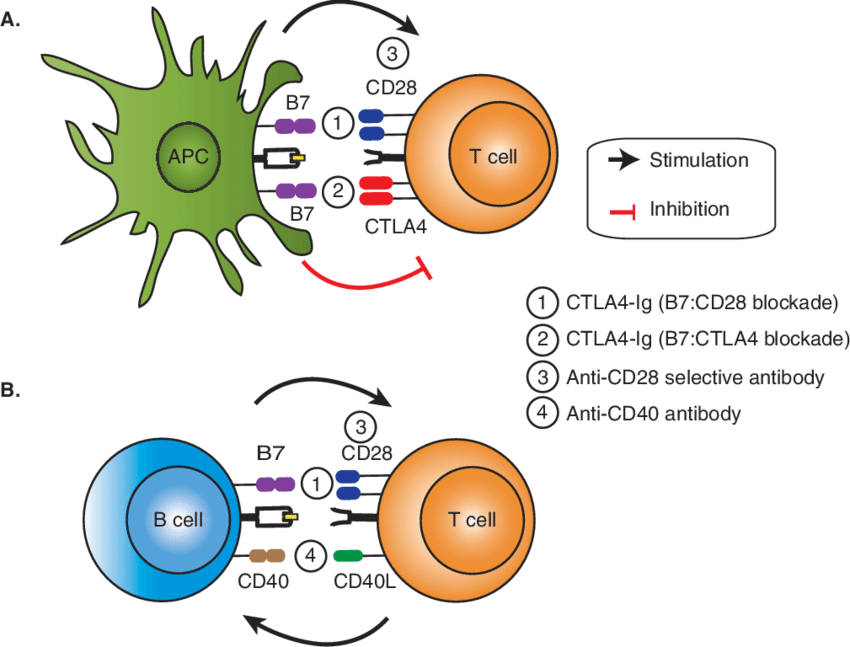 A.
3
CD28
B7
1
APC
T cell
2
B7
CTLA4
Stimulation
Inhibition
1 CTLA4-Ig (B7:CD28 blockade)
2 CTLA4-Ig (B7:CTLA4 blockade)
3 Anti-CD28 selective antibody
4 Anti-CD40 antibody
B.
3
B7
CD28
1
B cell
T cell
4
CD40
CD40L